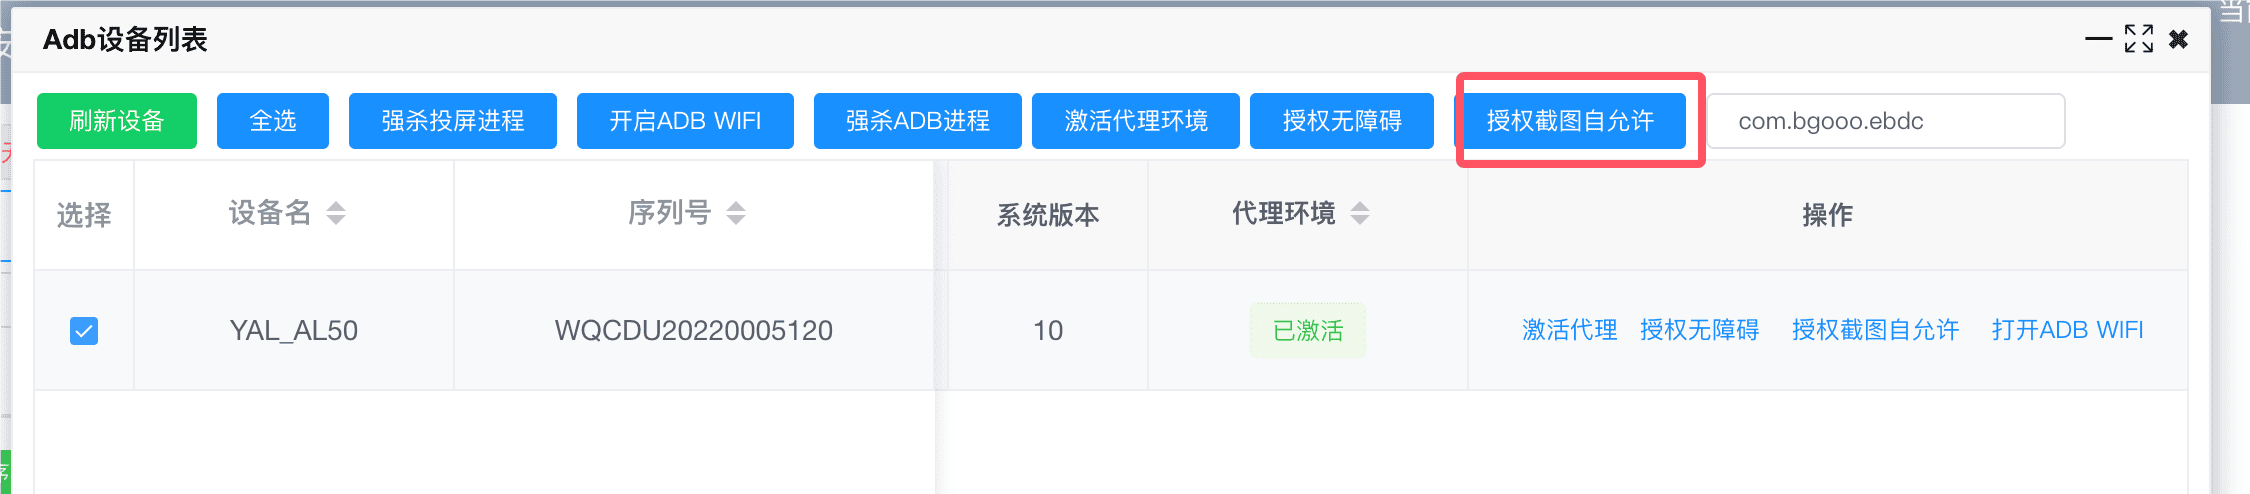 Adb设备列表
刷新设备 全选 强杀投屏进程 开启ADB WIFI 强杀ADB进程 激活代理环境 授权无障碍 授权截图自允许 com.bgooo.ebdc
选择 设备名 序列号 系统版本 代理环境 操作
YAL_AL50 WQCDU20220005120 10 已激活 激活代理 授权无障碍 授权截图自允许 打开ADB WIFI